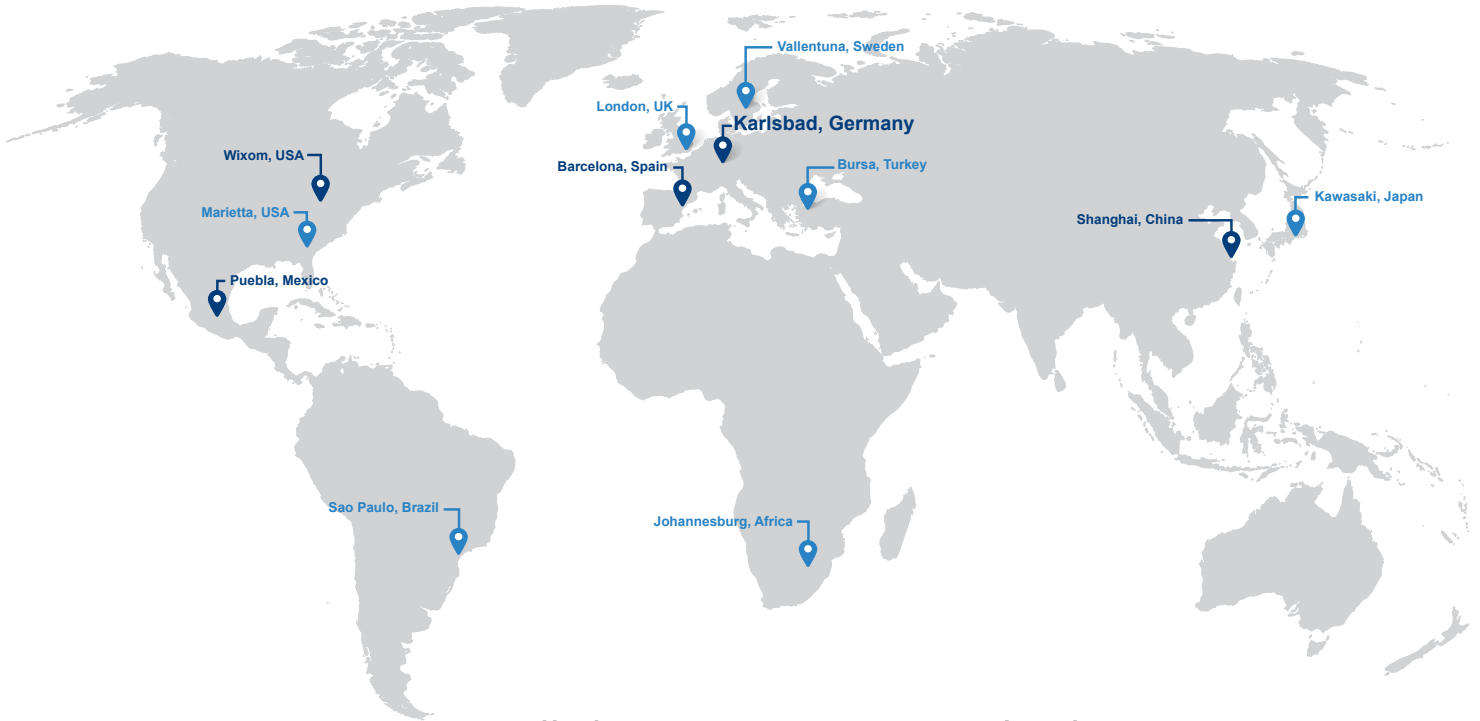 Vallentuna, Sweden
London, UK
Karlsbad, Germany
Wixom, USA
Barcelona, Spain
Bursa, Turkey
Kawasaki, Japan
Marietta, USA
Shanghai, China
Puebla, Mexico
Sao Paulo, Brazil
Johannesburg, Africa